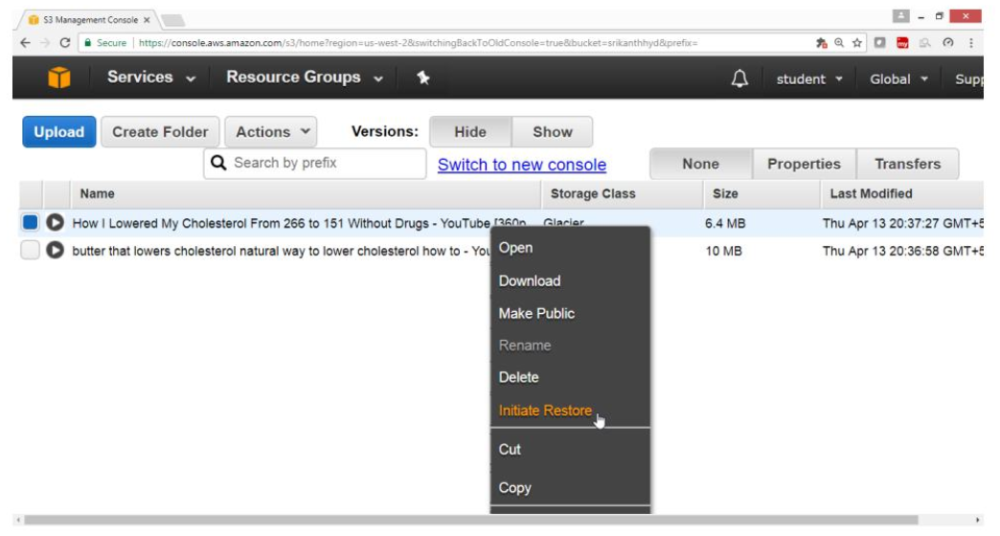 S3 Management Console
Secure | https://console.aws.amazon.com/s3/home?region=us-west-2&switchingBackToOldConsole=true&bucket=srikanthhyd&prefix=
my
Services Resource Groups student Global Supp
Upload Create Folder Actions Versions: Hide Show
Search by prefix Switch to new console None Properties Transfers
Name Storage Class Size Last Modified
How I Lowered My Cholesterol From 266 to 151 Without Drugs - YouTube [360p Glacier 6.4 MB Thu Apr 13 20:37:27 GMT+5
butter that lowers cholesterol natural way to lower cholesterol how to - You 10 MB Thu Apr 13 20:36:58 GMT+5
Open
Download
Make Public
Rename
Delete
Initiate Restore
Cut
Copy